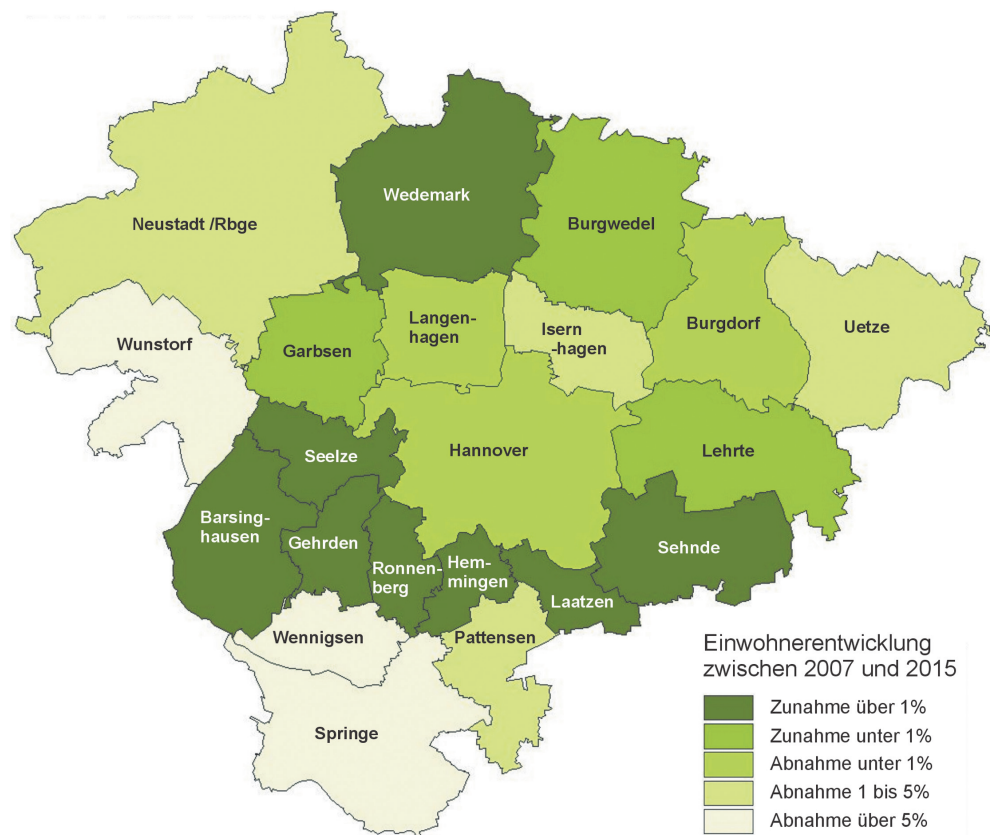 Wedemark
Neustadt /Rbge
Burgwedel
Langen-
hagen
Isern
-hagen
Burgdorf
Uetze
Wunstorf
Garbsen
Seelze
Hannover
Lehrte
Barsing-
hausen
Gehrden
Ronnen-
berg
Hem-
mingen
Laatzen
Sehnde
Wennigsen
Pattensen
Springe
Einwohnerentwicklung
zwischen 2007 und 2015
Zunahme über 1%
Zunahme unter 1%
Abnahme unter 1%
Abnahme 1 bis 5%
Abnahme über 5%